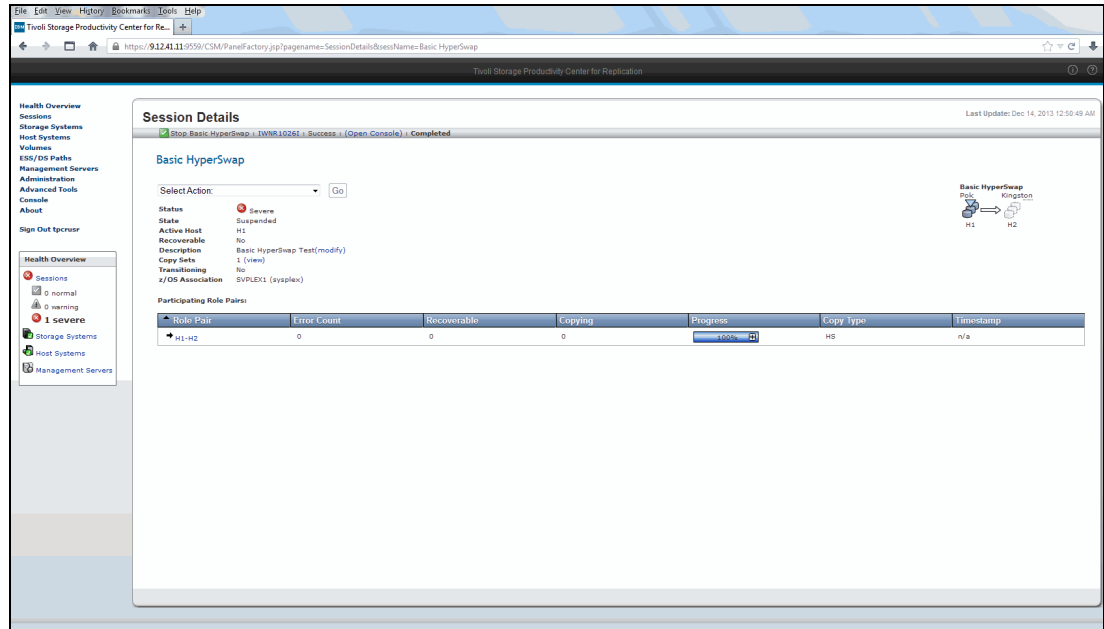 File Edit View History Bookmarks Tools Help
IBM Tivoli Storage Productivity Center for Re... +
https://9.12.41.11:9559/CSM/PanelFactory.jsp?pagename=SessionDetails&sessName=Basic HyperSwap
Tivoli Storage Productivity Center for Replication
Health Overview
Sessions
Storage Systems
Host Systems
Volumes
ESS/DS Paths
Management Servers
Administration
Advanced Tools
Console
About
Sign Out tpcrusr
Health Overview
Sessions
0 normal
0 warning
1 severe
Storage Systems
Host Systems
Management Servers
Session Details
Last Update: Dec 14, 2013 12:50:49 AM
Stop Basic HyperSwap : IWNR1026I : Success : (Open Console) : Completed
Basic HyperSwap
Select Action: Go
Status Severe
State Suspended
Active Host H1
Recoverable No
Description Basic HyperSwap Test(modify)
Copy Sets 1 (view)
Transitioning No
z/OS Association SVPLEX1 (sysplex)
Basic HyperSwap
Pok Kingston
H1 H2
Participating Role Pairs:
Role Pair Error Count Recoverable Copying Progress Copy Type Timestamp
H1-H2 0 0 0 100% HS n/a